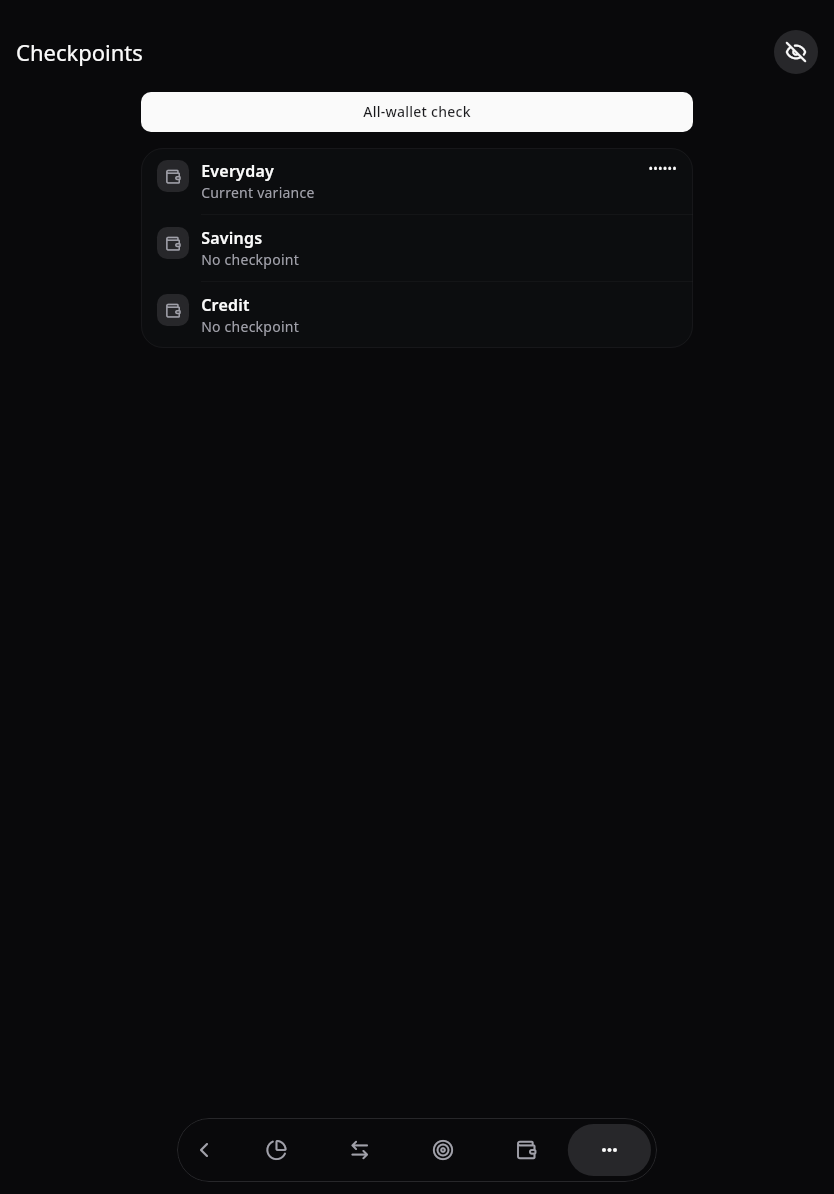 Checkpoints
All-wallet check
Everyday
••••••
Current variance
Savings
No checkpoint
Credit
No checkpoint